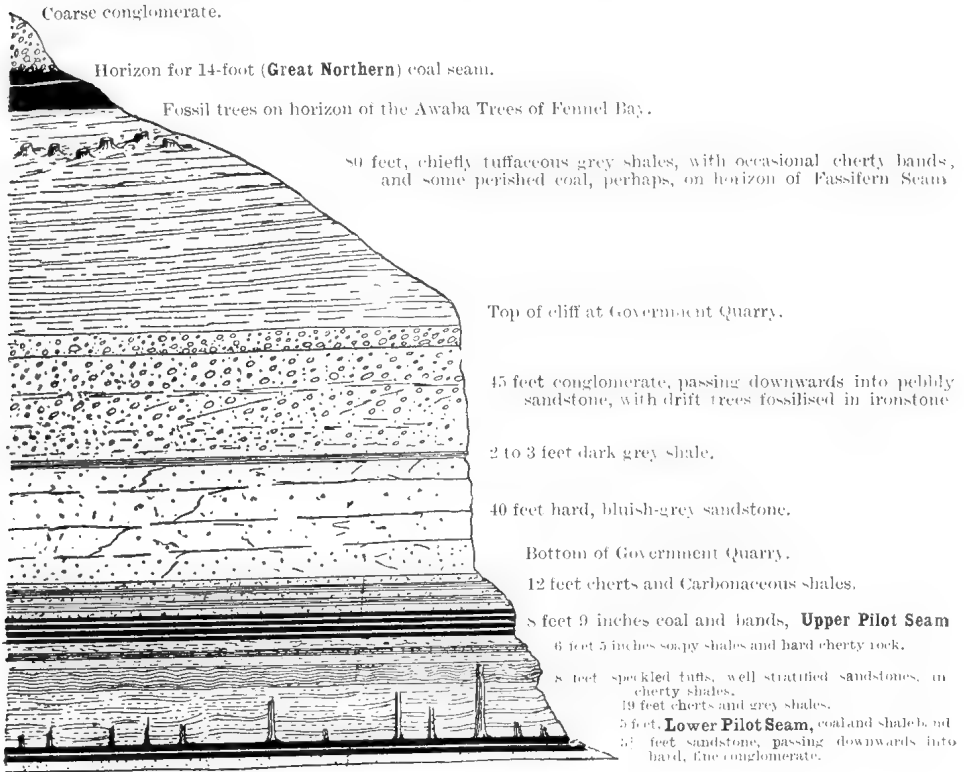 Coarse conglomerate.
Horizon for 14-foot (Great Northern) coal seam.
Fossil trees on horizon of the Awaba Trees of Fennel Bay.
80 feet, chiefly tuffaceous grey shales, with occasional cherty bands,
and some perished coal, perhaps, on horizon of Fassifern Seam
Top of cliff at Government Quarry.
45 feet conglomerate, passing downwards into pebbly
sandstone, with drift trees fossilised in ironstone
2 to 3 feet dark grey shale.
40 feet hard, bluish-grey sandstone.
Bottom of Government Quarry.
12 feet cherts and Carbonaceous shales.
8 feet 9 inches coal and bands, Upper Pilot Seam
6 feet 5 inches soapy shales and hard cherty rock.
8 feet speckled tuffs, well stratified sandstones,
cherty shales.
19 feet cherts and grey shales.
5 feet, Lower Pilot Seam, coal and shale
feet sandstone, passing downwards into
hard, fine conglomerate.